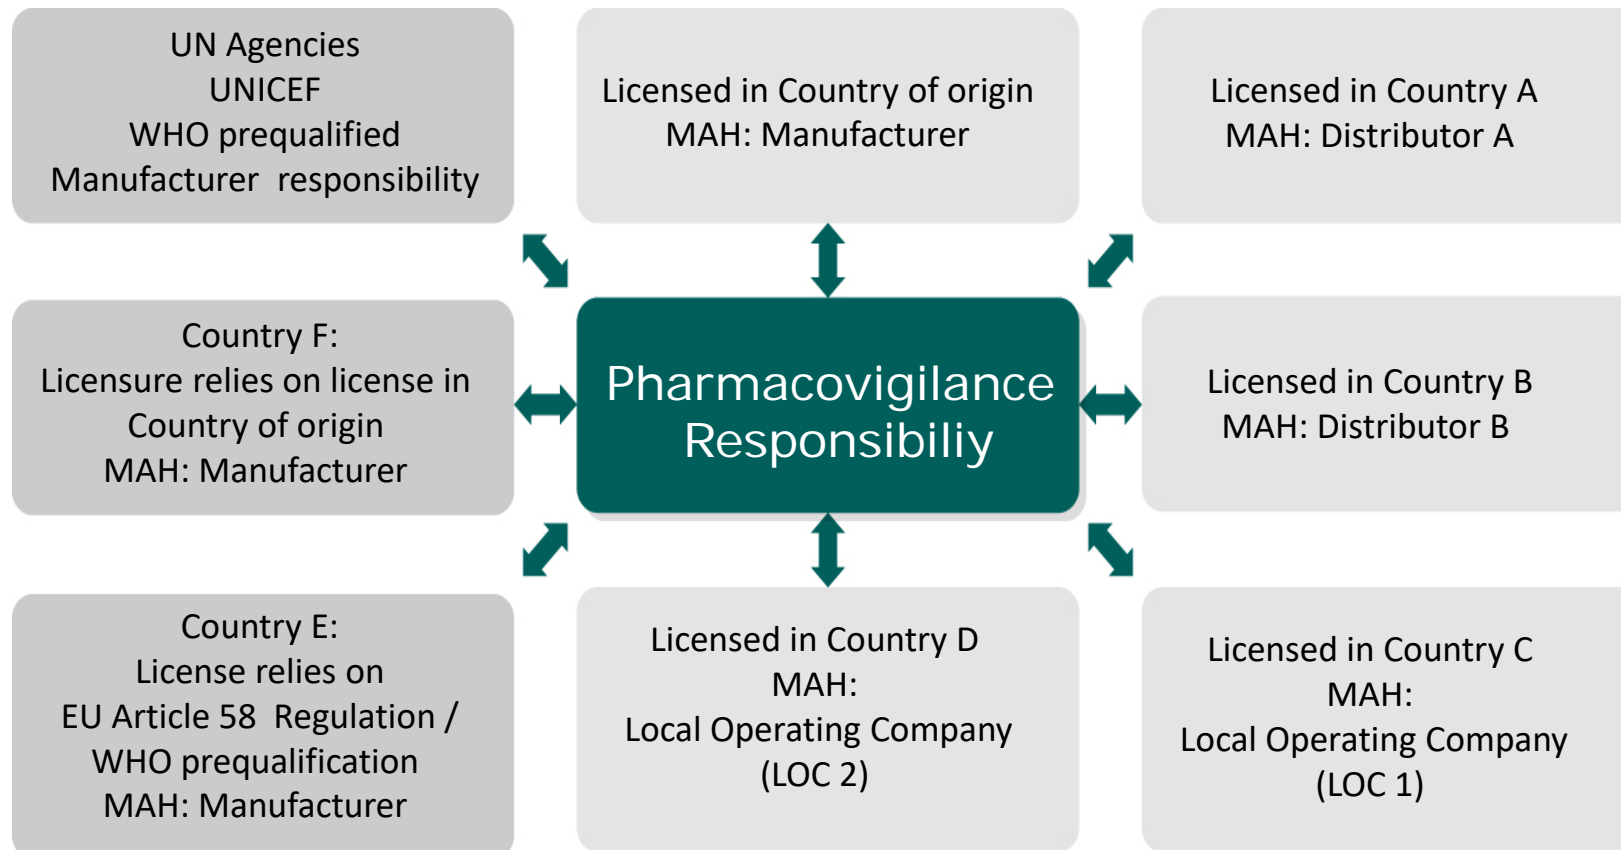 UN Agencies
UNICEF
WHO prequalified
Manufacturer responsibility
Licensed in Country of origin
MAH: Manufacturer
Licensed in Country A
MAH: Distributor A
Country F:
Licensure relies on license in
Country of origin
MAH: Manufacturer
Pharmacovigilance
Responsibiliy
Licensed in Country B
MAH: Distributor B
Country E:
License relies on
EU Article 58 Regulation /
WHO prequalification
MAH: Manufacturer
Licensed in Country D
MAH:
Local Operating Company
(LOC 2)
Licensed in Country C
MAH:
Local Operating Company
(LOC 1)